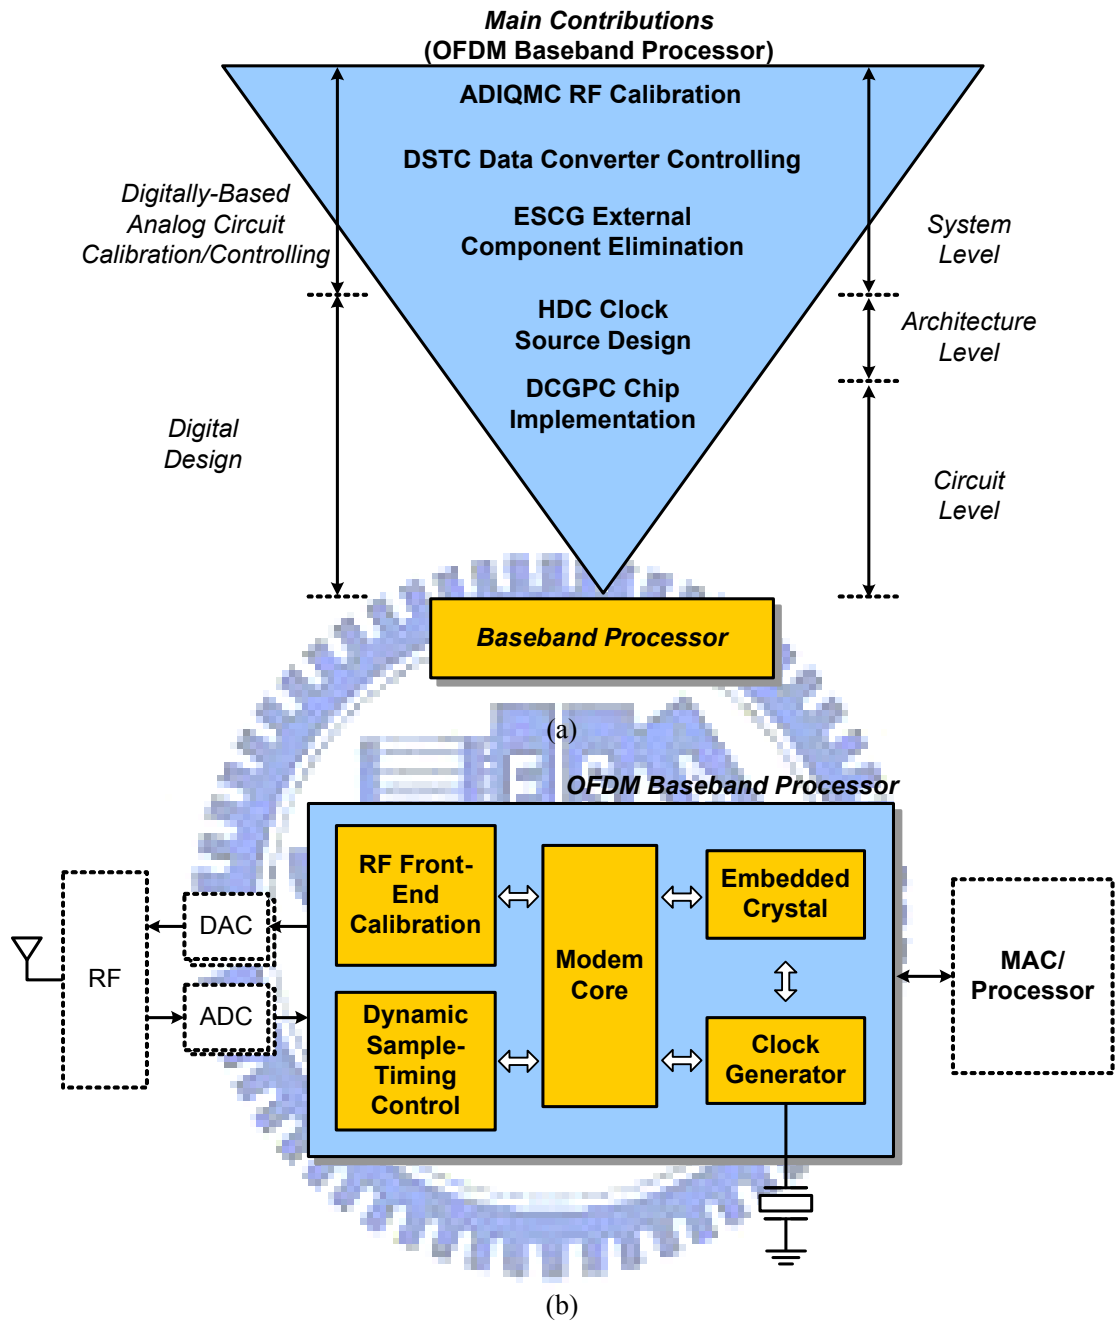 Main Contributions
(OFDM Baseband Processor)
ADIQMC RF Calibration
DSTC Data Converter Controlling
ESCG External
Component Elimination
HDC Clock
Source Design
DCGPC Chip
Implementation
Digitally-Based
Analog Circuit
Calibration/Controlling
Digital
Design
System
Level
Architecture
Level
Circuit
Level
Baseband Processor
(a)
OFDM Baseband Processor
RF Front-
End
Calibration
Dynamic
Sample-
Timing
Control
Modem
Core
Embedded
Crystal
Clock
Generator
RF
DAC
ADC
MAC/
Processor
(b)